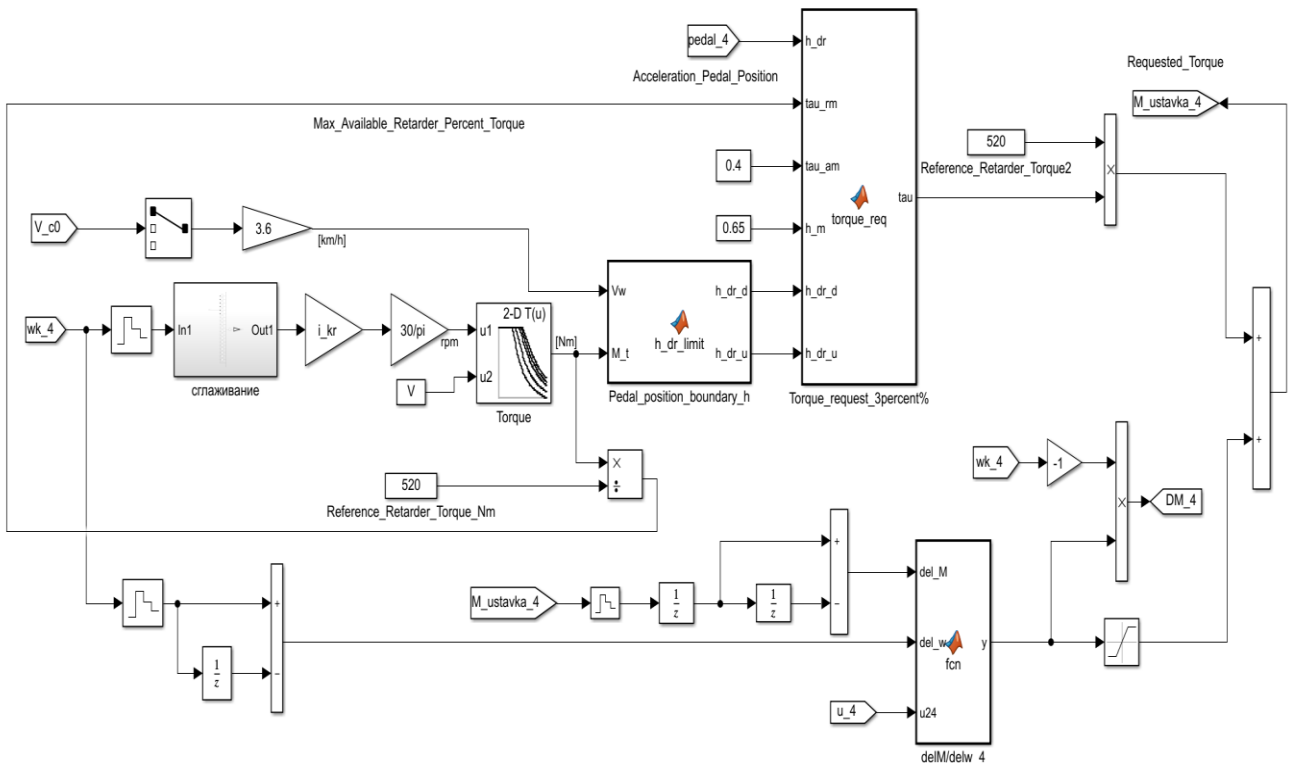 pedal_4
Acceleration_Pedal_Position
h_dr
tau_rm
tau_am
h_m
h_dr_d
h_dr_u
torque_req
tau
Torque_request_3percent%
Requested_Torque
M_ustavka_4
Max_Available_Retarder_Percent_Torque
520
Reference_Retarder_Torque2
×
0.4
0.65
V_c0
3.6
[km/h]
wk_4
In1
Out1
сглаживание
i_kr
30/pi
rpm
2-D T(u)
u1
u2
V
Torque
[Nm]
Vw
M_t
h_dr_d
h_dr_u
h_dr_limit
Pedal_position_boundary_h
×
÷
520
Reference_Retarder_Torque_Nm
+
+
wk_4
-1
×
DM_4
+
−
1
z
M_ustavka_4
1
z
1
z
+
−
del_M
del_w
u24
fcn
y
u_4
delM/delw_4